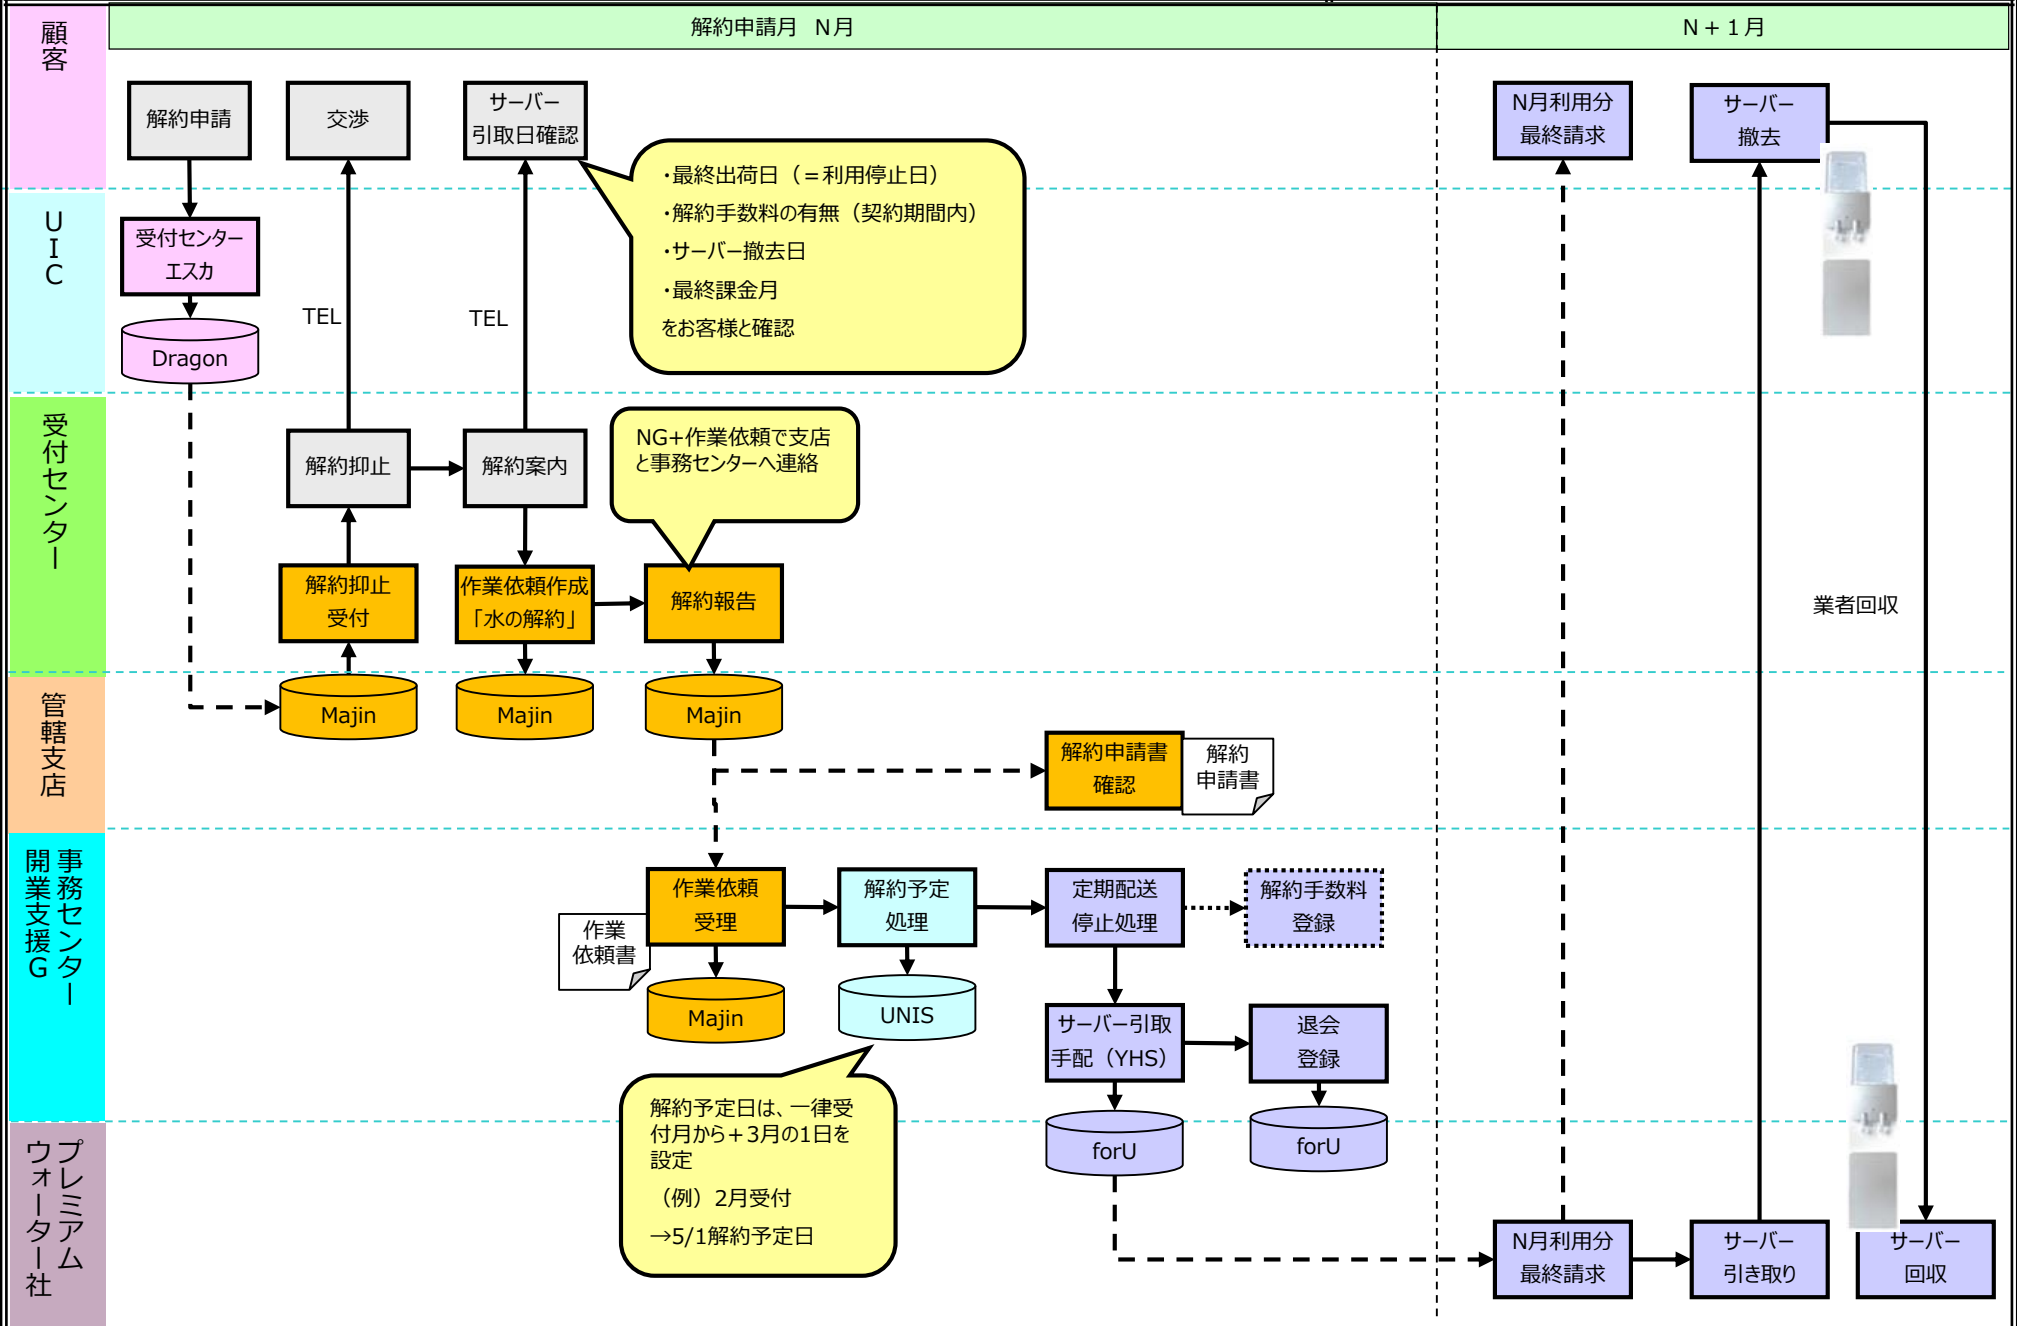 顧客
解約申請月 N月
N+1月
解約申請
交渉
サーバー
引取日確認
N月利用分
最終請求
サーバー
撤去
・最終出荷日（=利用停止日）
・解約手数料の有無（契約期間内）
・サーバー撤去日
・最終課金月
をお客様と確認
UIC
受付センター
エスカ
Dragon
TEL
TEL
受付センター
解約抑止
解約案内
NG+作業依頼で支店
と事務センターへ連絡
解約抑止
受付
作業依頼作成
「水の解約」
解約報告
業者回収
管轄支店
Majin
Majin
Majin
解約申請書
確認
解約
申請書
事務センター
開業支援G
作業
依頼書
作業依頼
受理
解約予定
処理
定期配送
停止処理
解約手数料
登録
Majin
UNIS
サーバー引取
手配（YHS）
退会
登録
forU
forU
解約予定日は、一律受
付月から+3月の1日を
設定
（例）2月受付
→5/1解約予定日
プレミアム
ウォーター社
N月利用分
最終請求
サーバー
引き取り
サーバー
回収